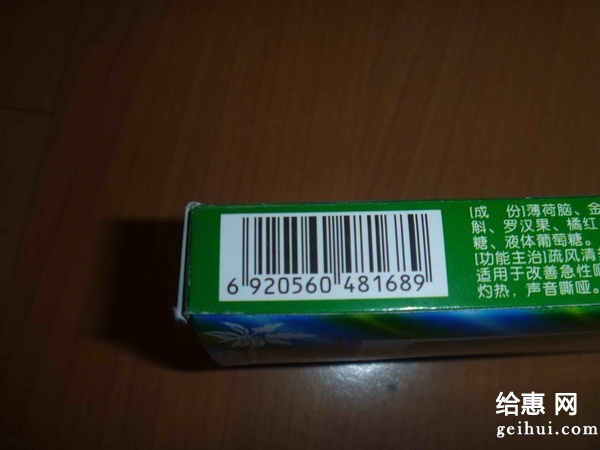 6 920560 481689
[成 份]薄荷脑、金
斛、罗汉果、橘红
糖、液体葡萄糖。
[功能主治]疏风清
适用于改善急性咽
灼热，声音嘶哑。
给惠 网
geihui.com